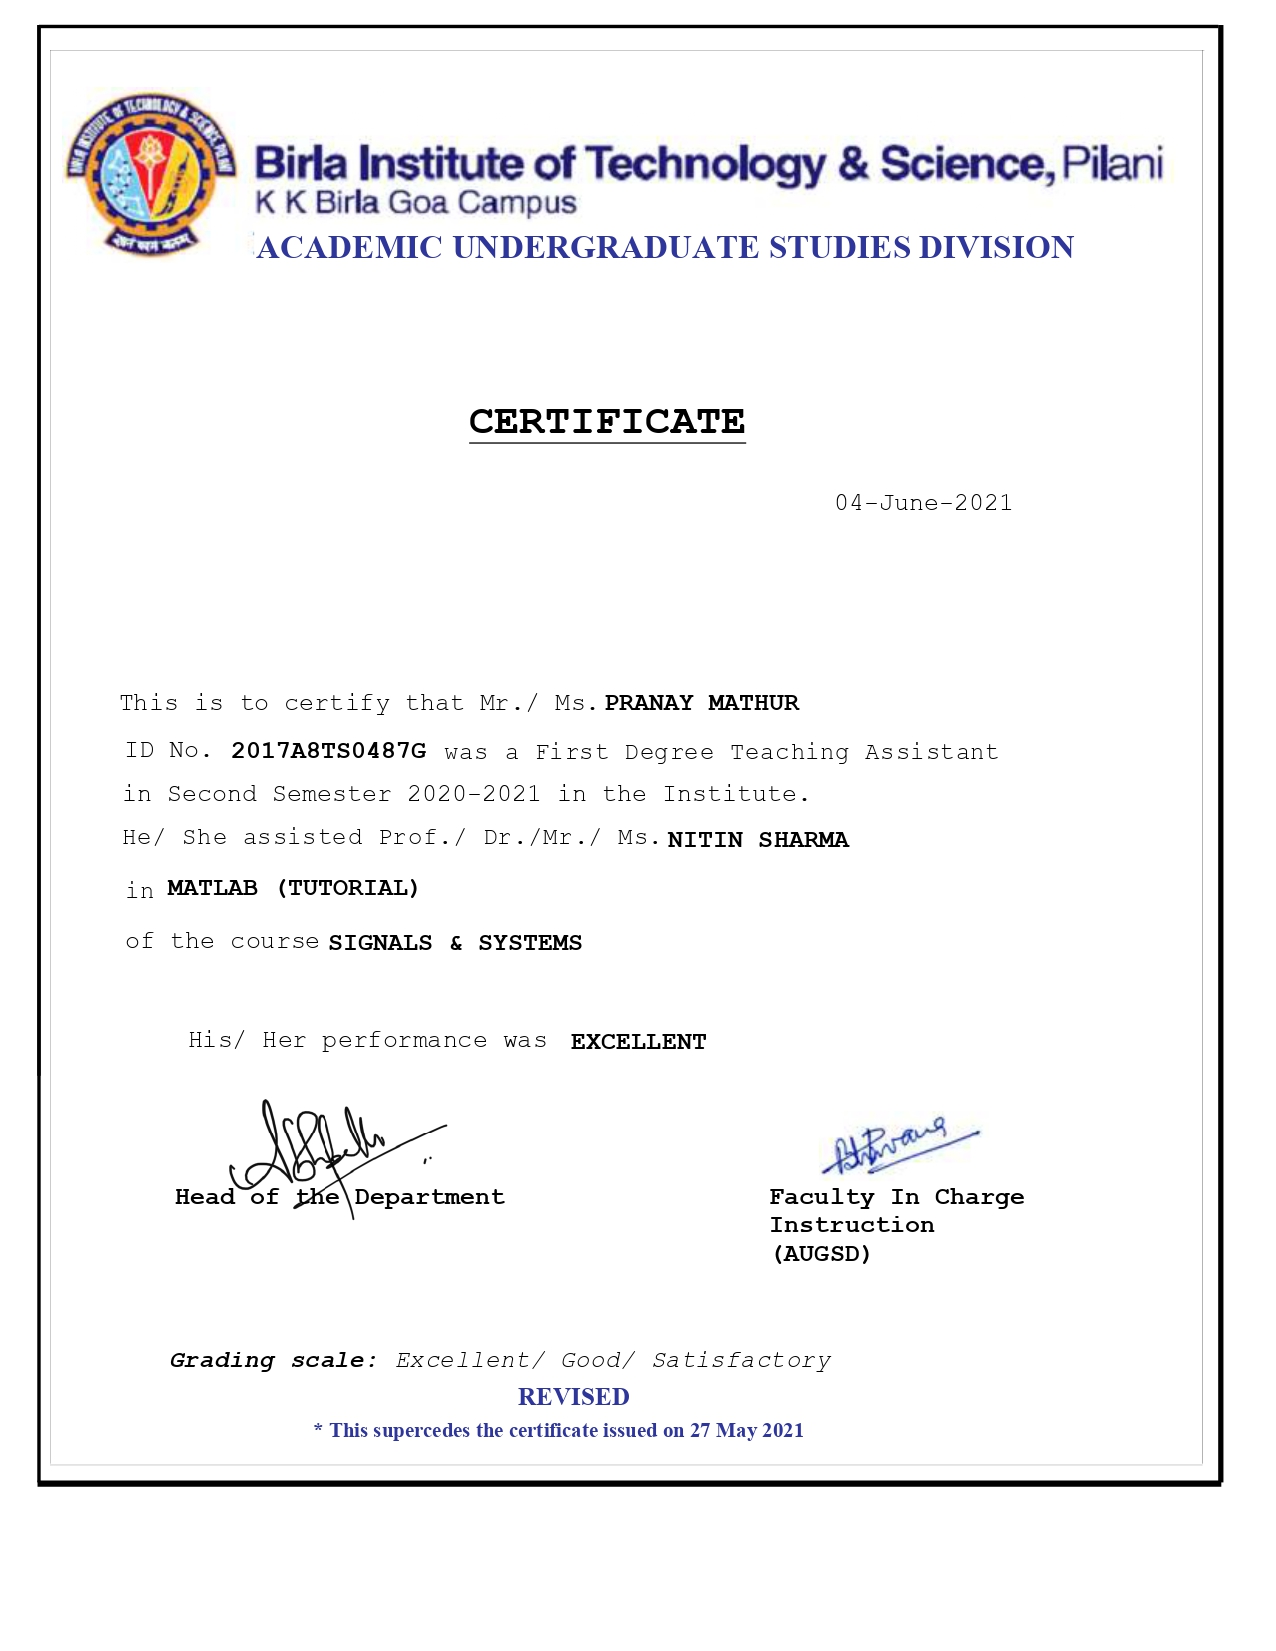 BIRLA INSTITUTE OF TECHNOLOGY & SCIENCE PILANI
ज्ञानं परमं बलम्
Birla Institute of Technology & Science, Pilani
K K Birla Goa Campus
ACADEMIC UNDERGRADUATE STUDIES DIVISION
CERTIFICATE
04-June-2021
This is to certify that Mr./ Ms. PRANAY MATHUR
ID No. 2017A8TS0487G was a First Degree Teaching Assistant
in Second Semester 2020-2021 in the Institute.
He/ She assisted Prof./ Dr./Mr./ Ms. NITIN SHARMA
in MATLAB (TUTORIAL)
of the course SIGNALS & SYSTEMS
His/ Her performance was EXCELLENT
Head of the Department
Faculty In Charge
Instruction
(AUGSD)
Grading scale: Excellent/ Good/ Satisfactory
REVISED
* This supercedes the certificate issued on 27 May 2021